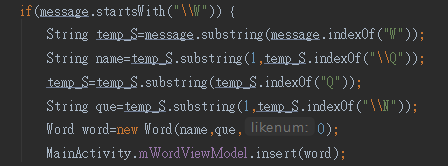 if(message.startsWith("\\W")) {
String temp_S=message.substring(message.indexOf("W"));
String name=temp_S.substring(1,temp_S.indexOf("\\Q"));
temp_S=temp_S.substring(temp_S.indexOf("Q"));
String que=temp_S.substring(1,temp_S.indexOf("\\N"));
Word word=new Word(name,que, likenum: 0);
MainActivity.mWordViewModel.insert(word);